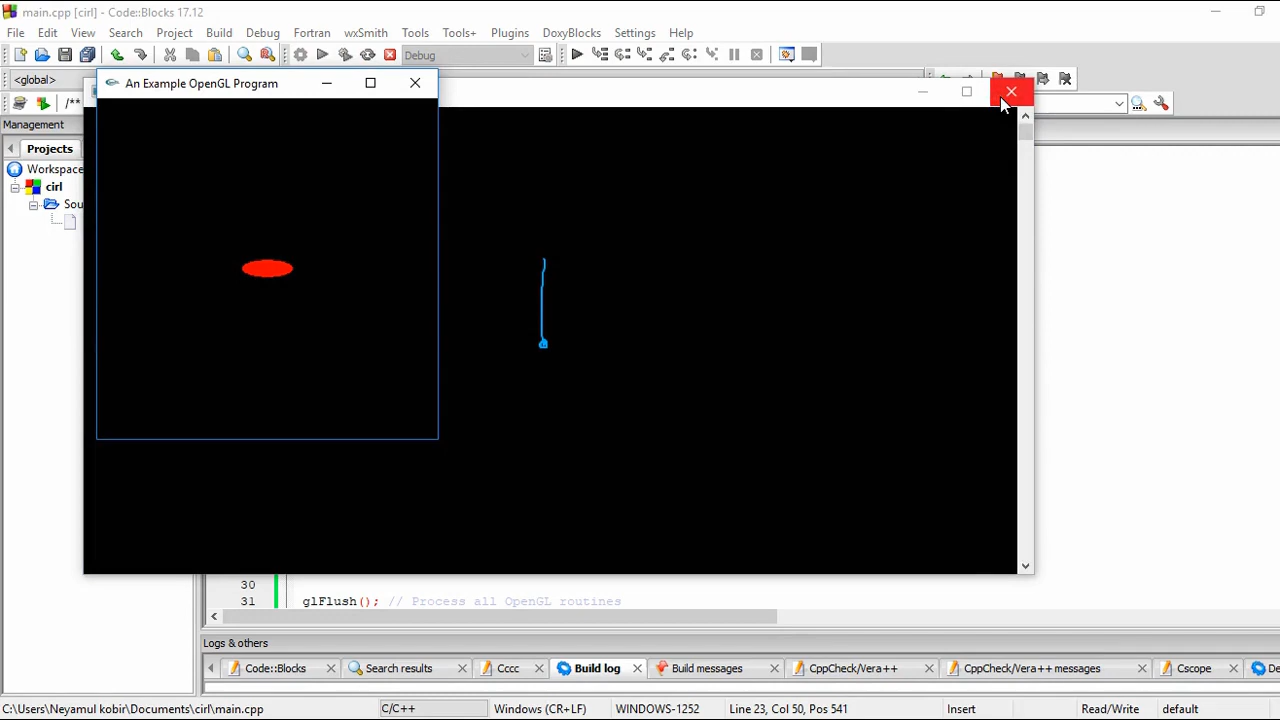 main.cpp [cirl] - Code::Blocks 17.12
File Edit View Search Project Build Debug Fortran wxSmith Tools Tools+ Plugins DoxyBlocks Settings Help
Debug
<global>
An Example OpenGL Program
/**
Management
Projects
Workspace
cirl
Sou
30
31 glFlush(); // Process all OpenGL routines
Logs & others
Code::Blocks Search results Cccc Build log Build messages CppCheck/Vera++ CppCheck/Vera++ messages Cscope De
C:\Users\Neyamul kobir\Documents\cirl\main.cpp C/C++ Windows (CR+LF) WINDOWS-1252 Line 23, Col 50, Pos 541 Insert Read/Write default